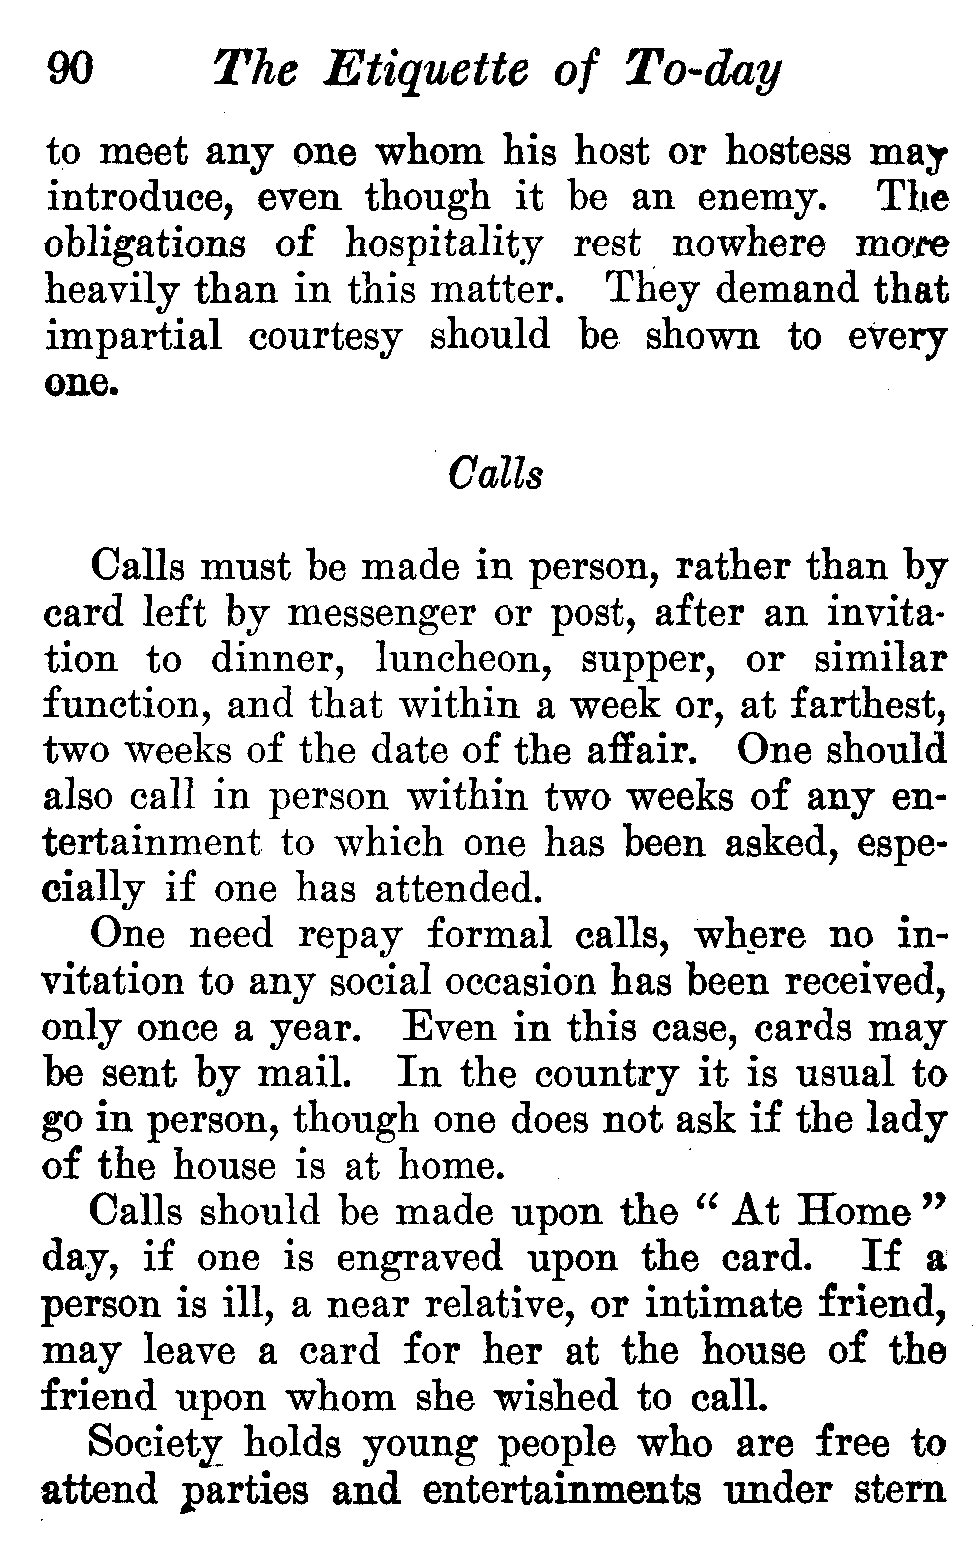 90 The Etiquette of To-day
to meet any one whom his host or hostess may
introduce, even though it be an enemy. The
obligations of hospitality rest nowhere more
heavily than in this matter. They demand that
impartial courtesy should be shown to every
one.
Calls
Calls must be made in person, rather than by
card left by messenger or post, after an invita-
tion to dinner, luncheon, supper, or similar
function, and that within a week or, at farthest,
two weeks of the date of the affair. One should
also call in person within two weeks of any en-
tertainment to which one has been asked, espe-
cially if one has attended.
One need repay formal calls, where no in-
vitation to any social occasion has been received,
only once a year. Even in this case, cards may
be sent by mail. In the country it is usual to
go in person, though one does not ask if the lady
of the house is at home.
Calls should be made upon the “ At Home ”
day, if one is engraved upon the card. If a
person is ill, a near relative, or intimate friend,
may leave a card for her at the house of the
friend upon whom she wished to call.
Society holds young people who are free to
attend parties and entertainments under stern